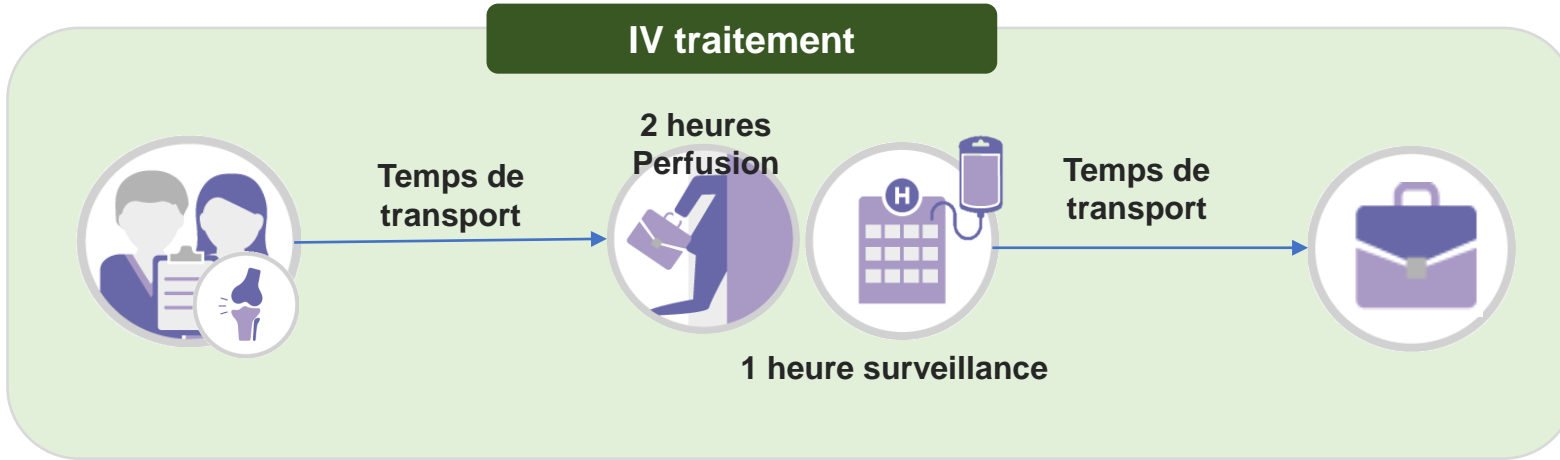 IV traitement
2 heures
Perfusion
Temps de
transport
Temps de
transport
H
1 heure surveillance